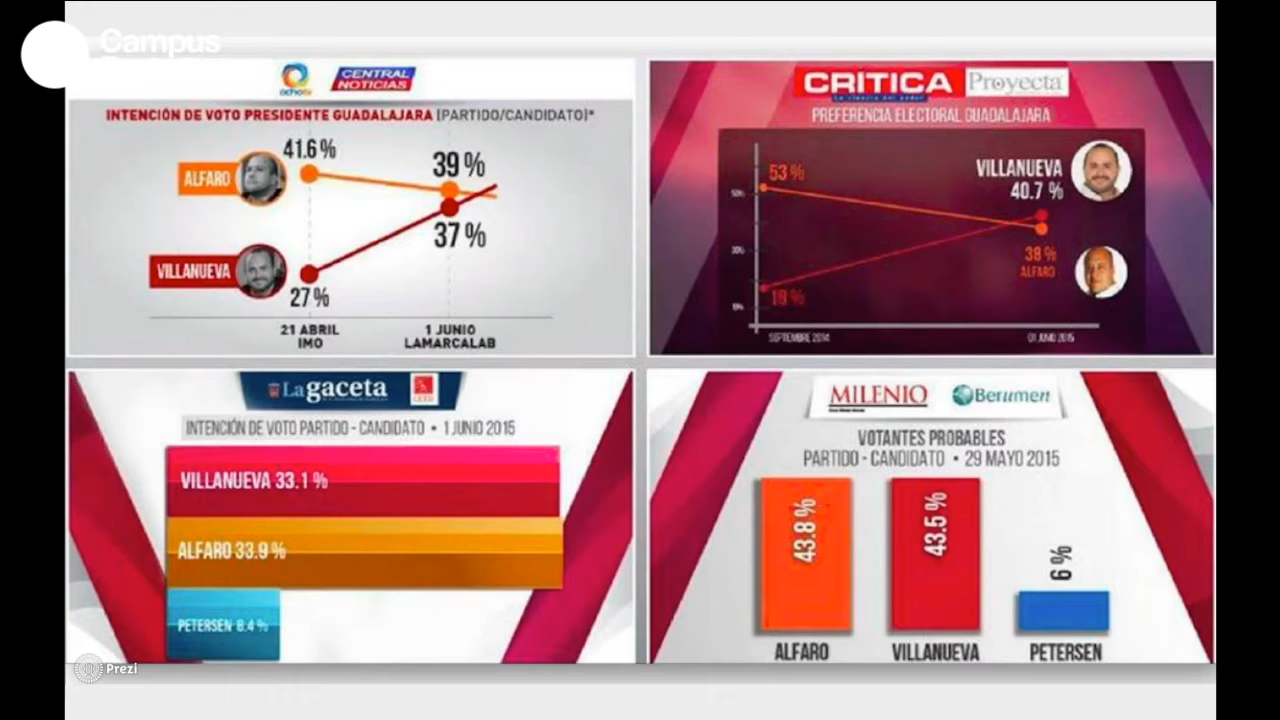 Campus
ocho tv
CENTRAL
NOTICIAS
INTENCIÓN DE VOTO PRESIDENTE GUADALAJARA (PARTIDO/CANDIDATO)*
ALFARO
41.6 %
39 %
37 %
VILLANUEVA
27 %
21 ABRIL
IMO
1 JUNIO
LAMARCALAB
CRÍTICA
Proyecta
PREFERENCIA ELECTORAL GUADALAJARA
53 %
VILLANUEVA
40.7 %
38 %
ALFARO
SEPTIEMBRE 2014
01 JUNIO 2015
La gaceta
INTENCIÓN DE VOTO PARTIDO - CANDIDATO • 1 JUNIO 2015
VILLANUEVA 33.1 %
ALFARO 33.9 %
PETERSEN 8.4 %
MILENIO
Berumen
VOTANTES PROBABLES
PARTIDO - CANDIDATO • 29 MAYO 2015
43.8 %
43.5 %
6 %
ALFARO
VILLANUEVA
PETERSEN
Prezi